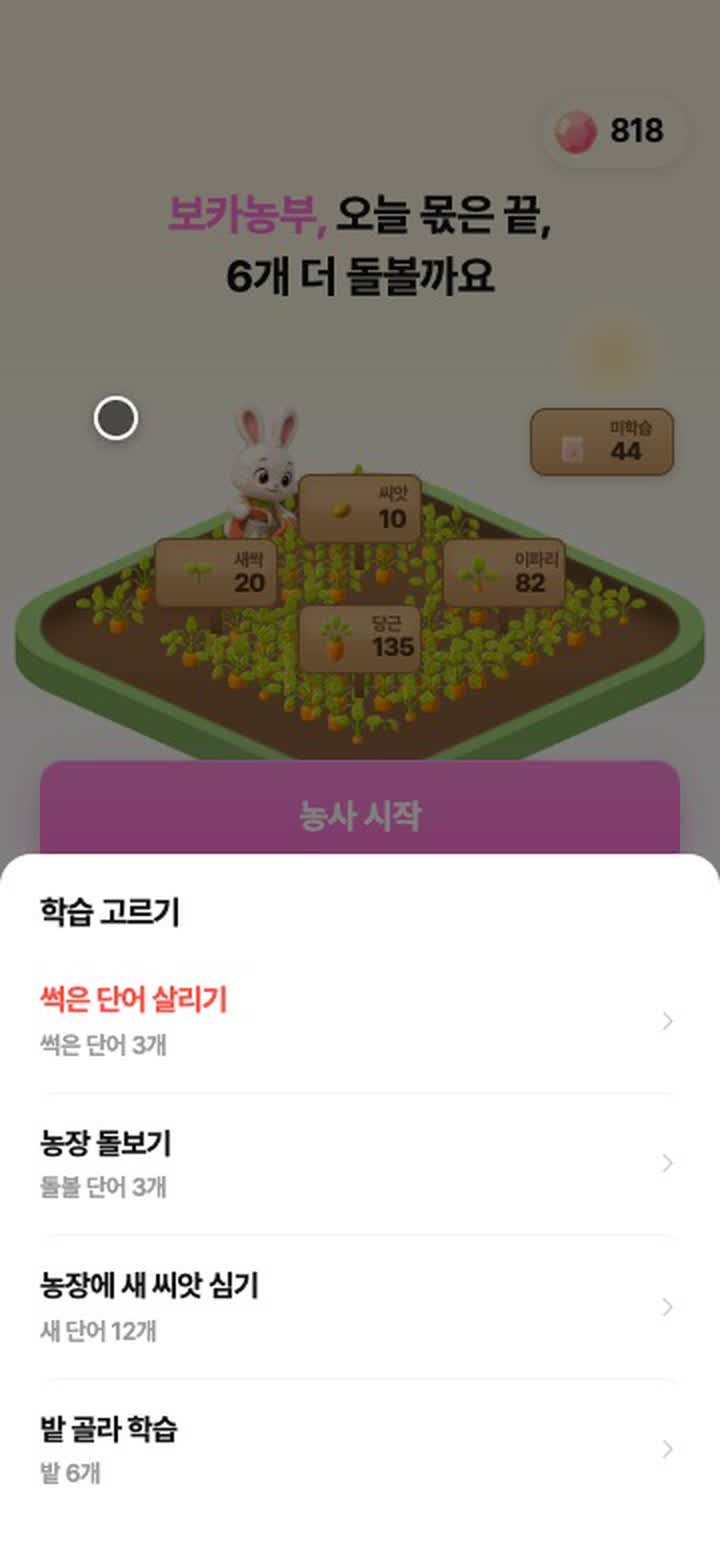 818
보카농부, 오늘 몫은 끝,
6개 더 돌볼까요
미학습
44
씨앗
10
새싹
20
이파리
82
당근
135
농사 시작
학습 고르기
썩은 단어 살리기
썩은 단어 3개
농장 돌보기
돌볼 단어 3개
농장에 새 씨앗 심기
새 단어 12개
밭 골라 학습
밭 6개